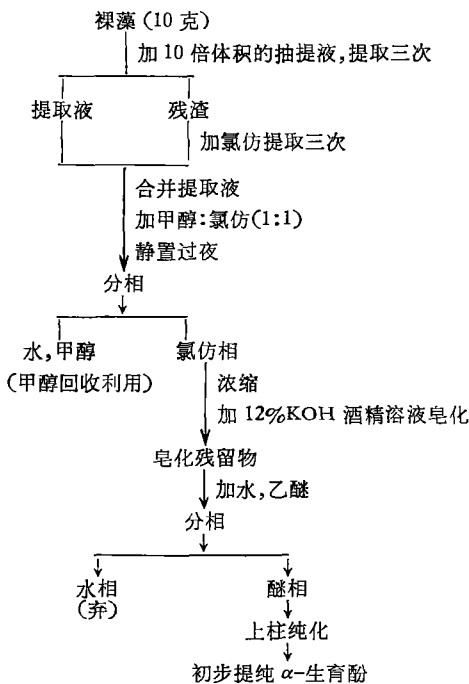 裸藻（10克）
加10倍体积的抽提液，提取三次
提取液 残渣
加氯仿提取三次
合并提取液
加甲醇：氯仿(1:1)
静置过夜
分相
水，甲醇 氯仿相
（甲醇回收利用）
浓缩
加12%KOH酒精溶液皂化
皂化残留物
加水，乙醚
分相
水相 醚相
（弃）
上柱纯化
初步提纯α-生育酚